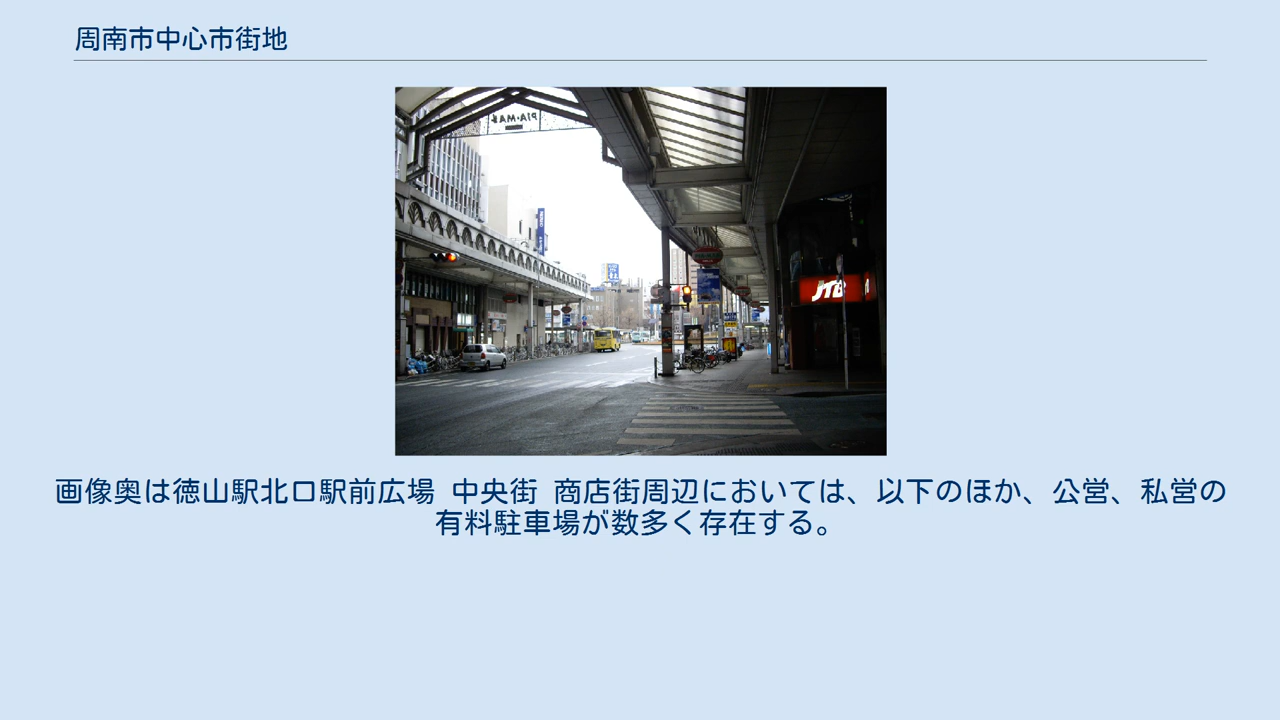 周南市中心市街地
PIA·MALL
JTB
画像奥は徳山駅北口駅前広場 中央街 商店街周辺においては、以下のほか、公営、私営の
有料駐車場が数多く存在する。